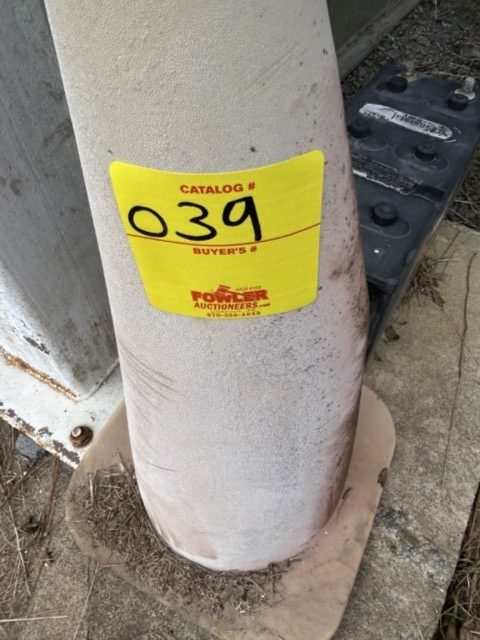 CATALOG #
039
BUYER'S #
FOWLER
AUCTIONEERS.com